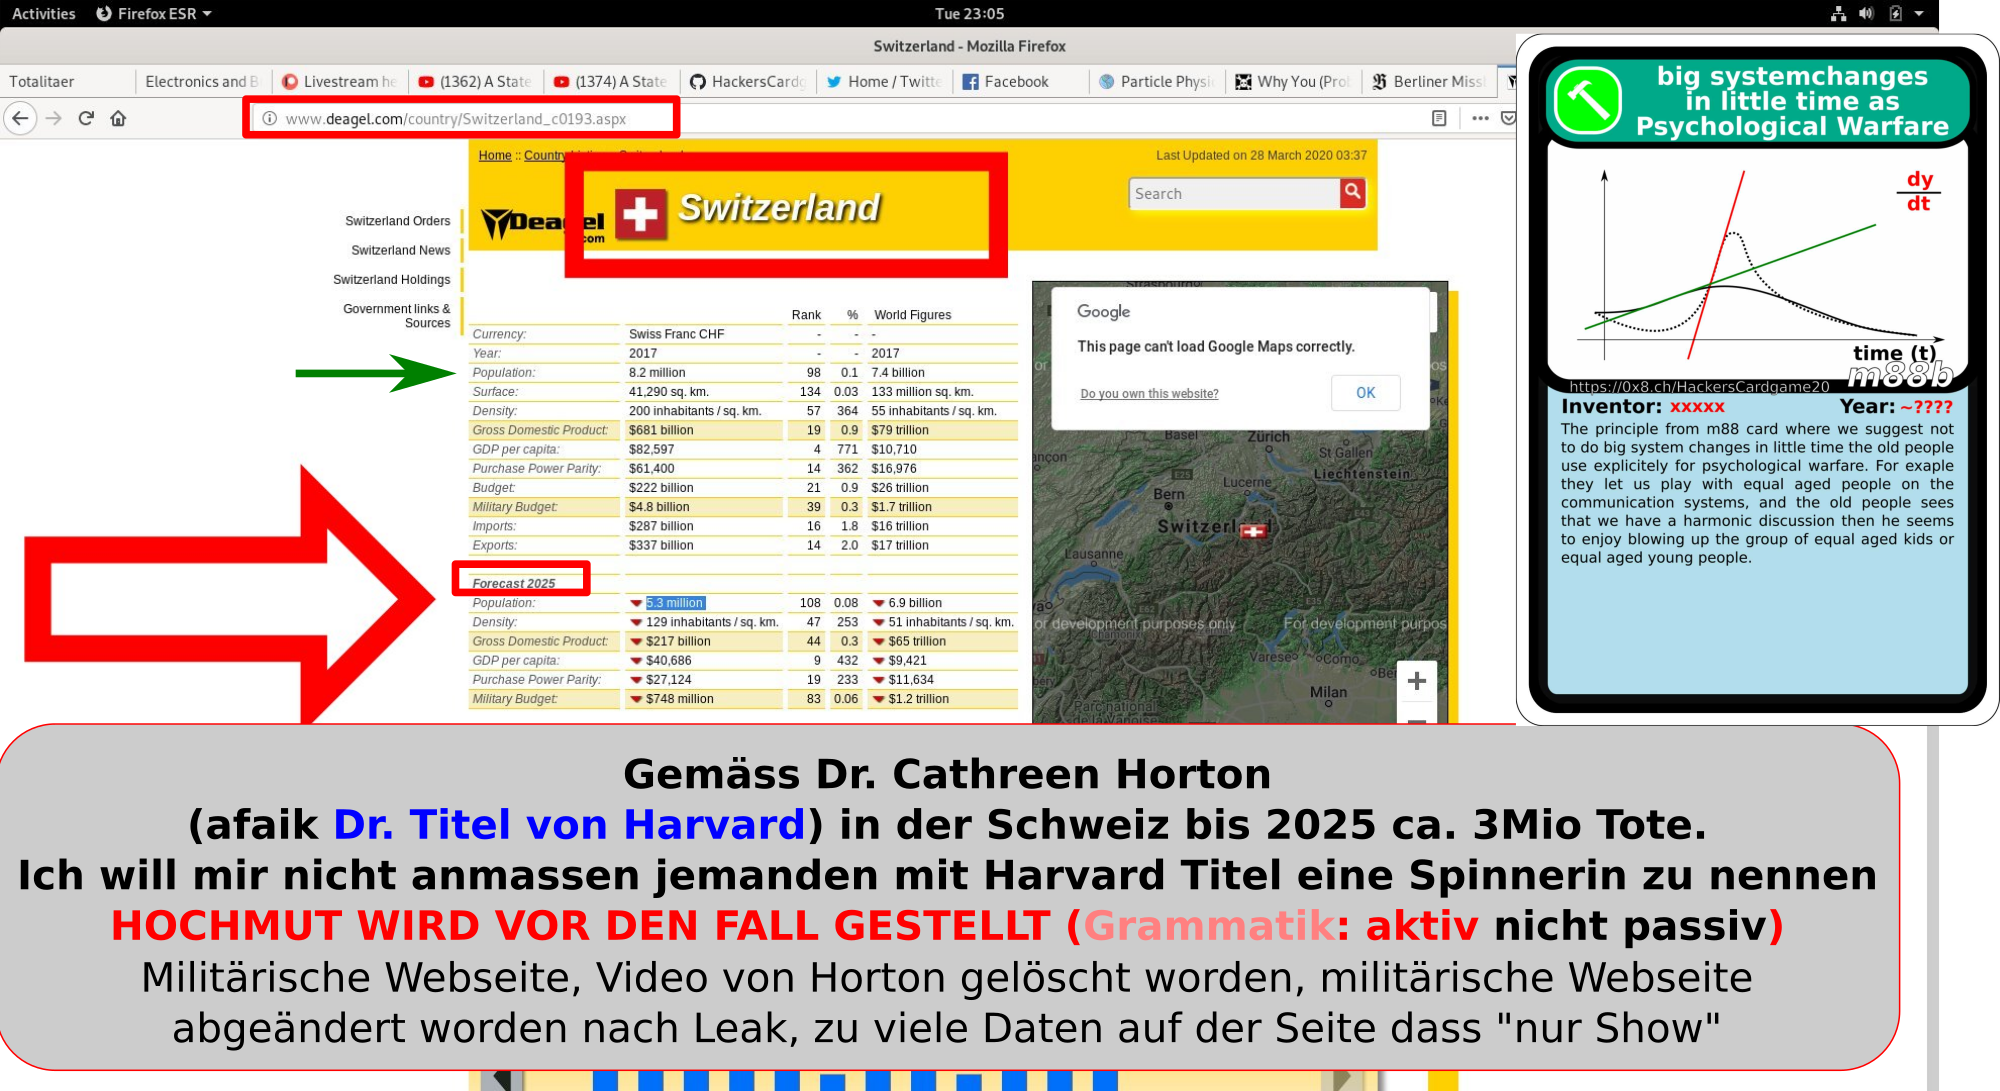 Activities Firefox ESR Tue 23:05
Switzerland - Mozilla Firefox
Totalitaer Electronics and B Livestream he (1362) A State (1374) A State HackersCardg Home / Twitte Facebook Particle Physi Why You (Pro Berliner Miss
www.deagel.com/country/Switzerland_c0193.aspx
Home :: Country
Last Updated on 28 March 2020 03:37
Deagel
.com
Switzerland
Search
Switzerland Orders
Switzerland News
Switzerland Holdings
Government links &
Sources
Rank % World Figures
Currency: Swiss Franc CHF - - -
Year: 2017 - - 2017
Population: 8.2 million 98 0.1 7.4 billion
Surface: 41,290 sq. km. 134 0.03 133 million sq. km.
Density: 200 inhabitants / sq. km. 57 364 55 inhabitants / sq. km.
Gross Domestic Product: $681 billion 19 0.9 $79 trillion
GDP per capita: $82,597 4 771 $10,710
Purchase Power Parity: $61,400 14 362 $16,976
Budget: $222 billion 21 0.9 $26 trillion
Military Budget: $4.8 billion 39 0.3 $1.7 trillion
Imports: $287 billion 16 1.8 $16 trillion
Exports: $337 billion 14 2.0 $17 trillion
Forecast 2025
Population: 5.3 million 108 0.08 6.9 billion
Density: 129 inhabitants / sq. km. 47 253 51 inhabitants / sq. km.
Gross Domestic Product: $217 billion 44 0.3 $65 trillion
GDP per capita: $40,686 9 432 $9,421
Purchase Power Parity: $27,124 19 233 $11,634
Military Budget: $748 million 83 0.06 $1.2 trillion
Google
This page can't load Google Maps correctly.
Do you own this website? OK
Basel Zürich
St Gallen
Liechtenstein
Lucerne
Bern
Switzerl
Lausanne
or development purposes only For development purpos
Varese Como
Milan
Parc national
de la Vanoise
big systemchanges
in little time as
Psychological Warfare
dy
dt
time (t)
m88b
https://0x8.ch/HackersCardgame20
Inventor: xxxxx Year: ~????
The principle from m88 card where we suggest not
to do big system changes in little time the old people
use explicitely for psychological warfare. For exaple
they let us play with equal aged people on the
communication systems, and the old people sees
that we have a harmonic discussion then he seems
to enjoy blowing up the group of equal aged kids or
equal aged young people.
Gemäss Dr. Cathreen Horton
(afaik Dr. Titel von Harvard) in der Schweiz bis 2025 ca. 3Mio Tote.
Ich will mir nicht anmassen jemanden mit Harvard Titel eine Spinnerin zu nennen
HOCHMUT WIRD VOR DEN FALL GESTELLT (Grammatik: aktiv nicht passiv)
Militärische Webseite, Video von Horton gelöscht worden, militärische Webseite
abgeändert worden nach Leak, zu viele Daten auf der Seite dass "nur Show"